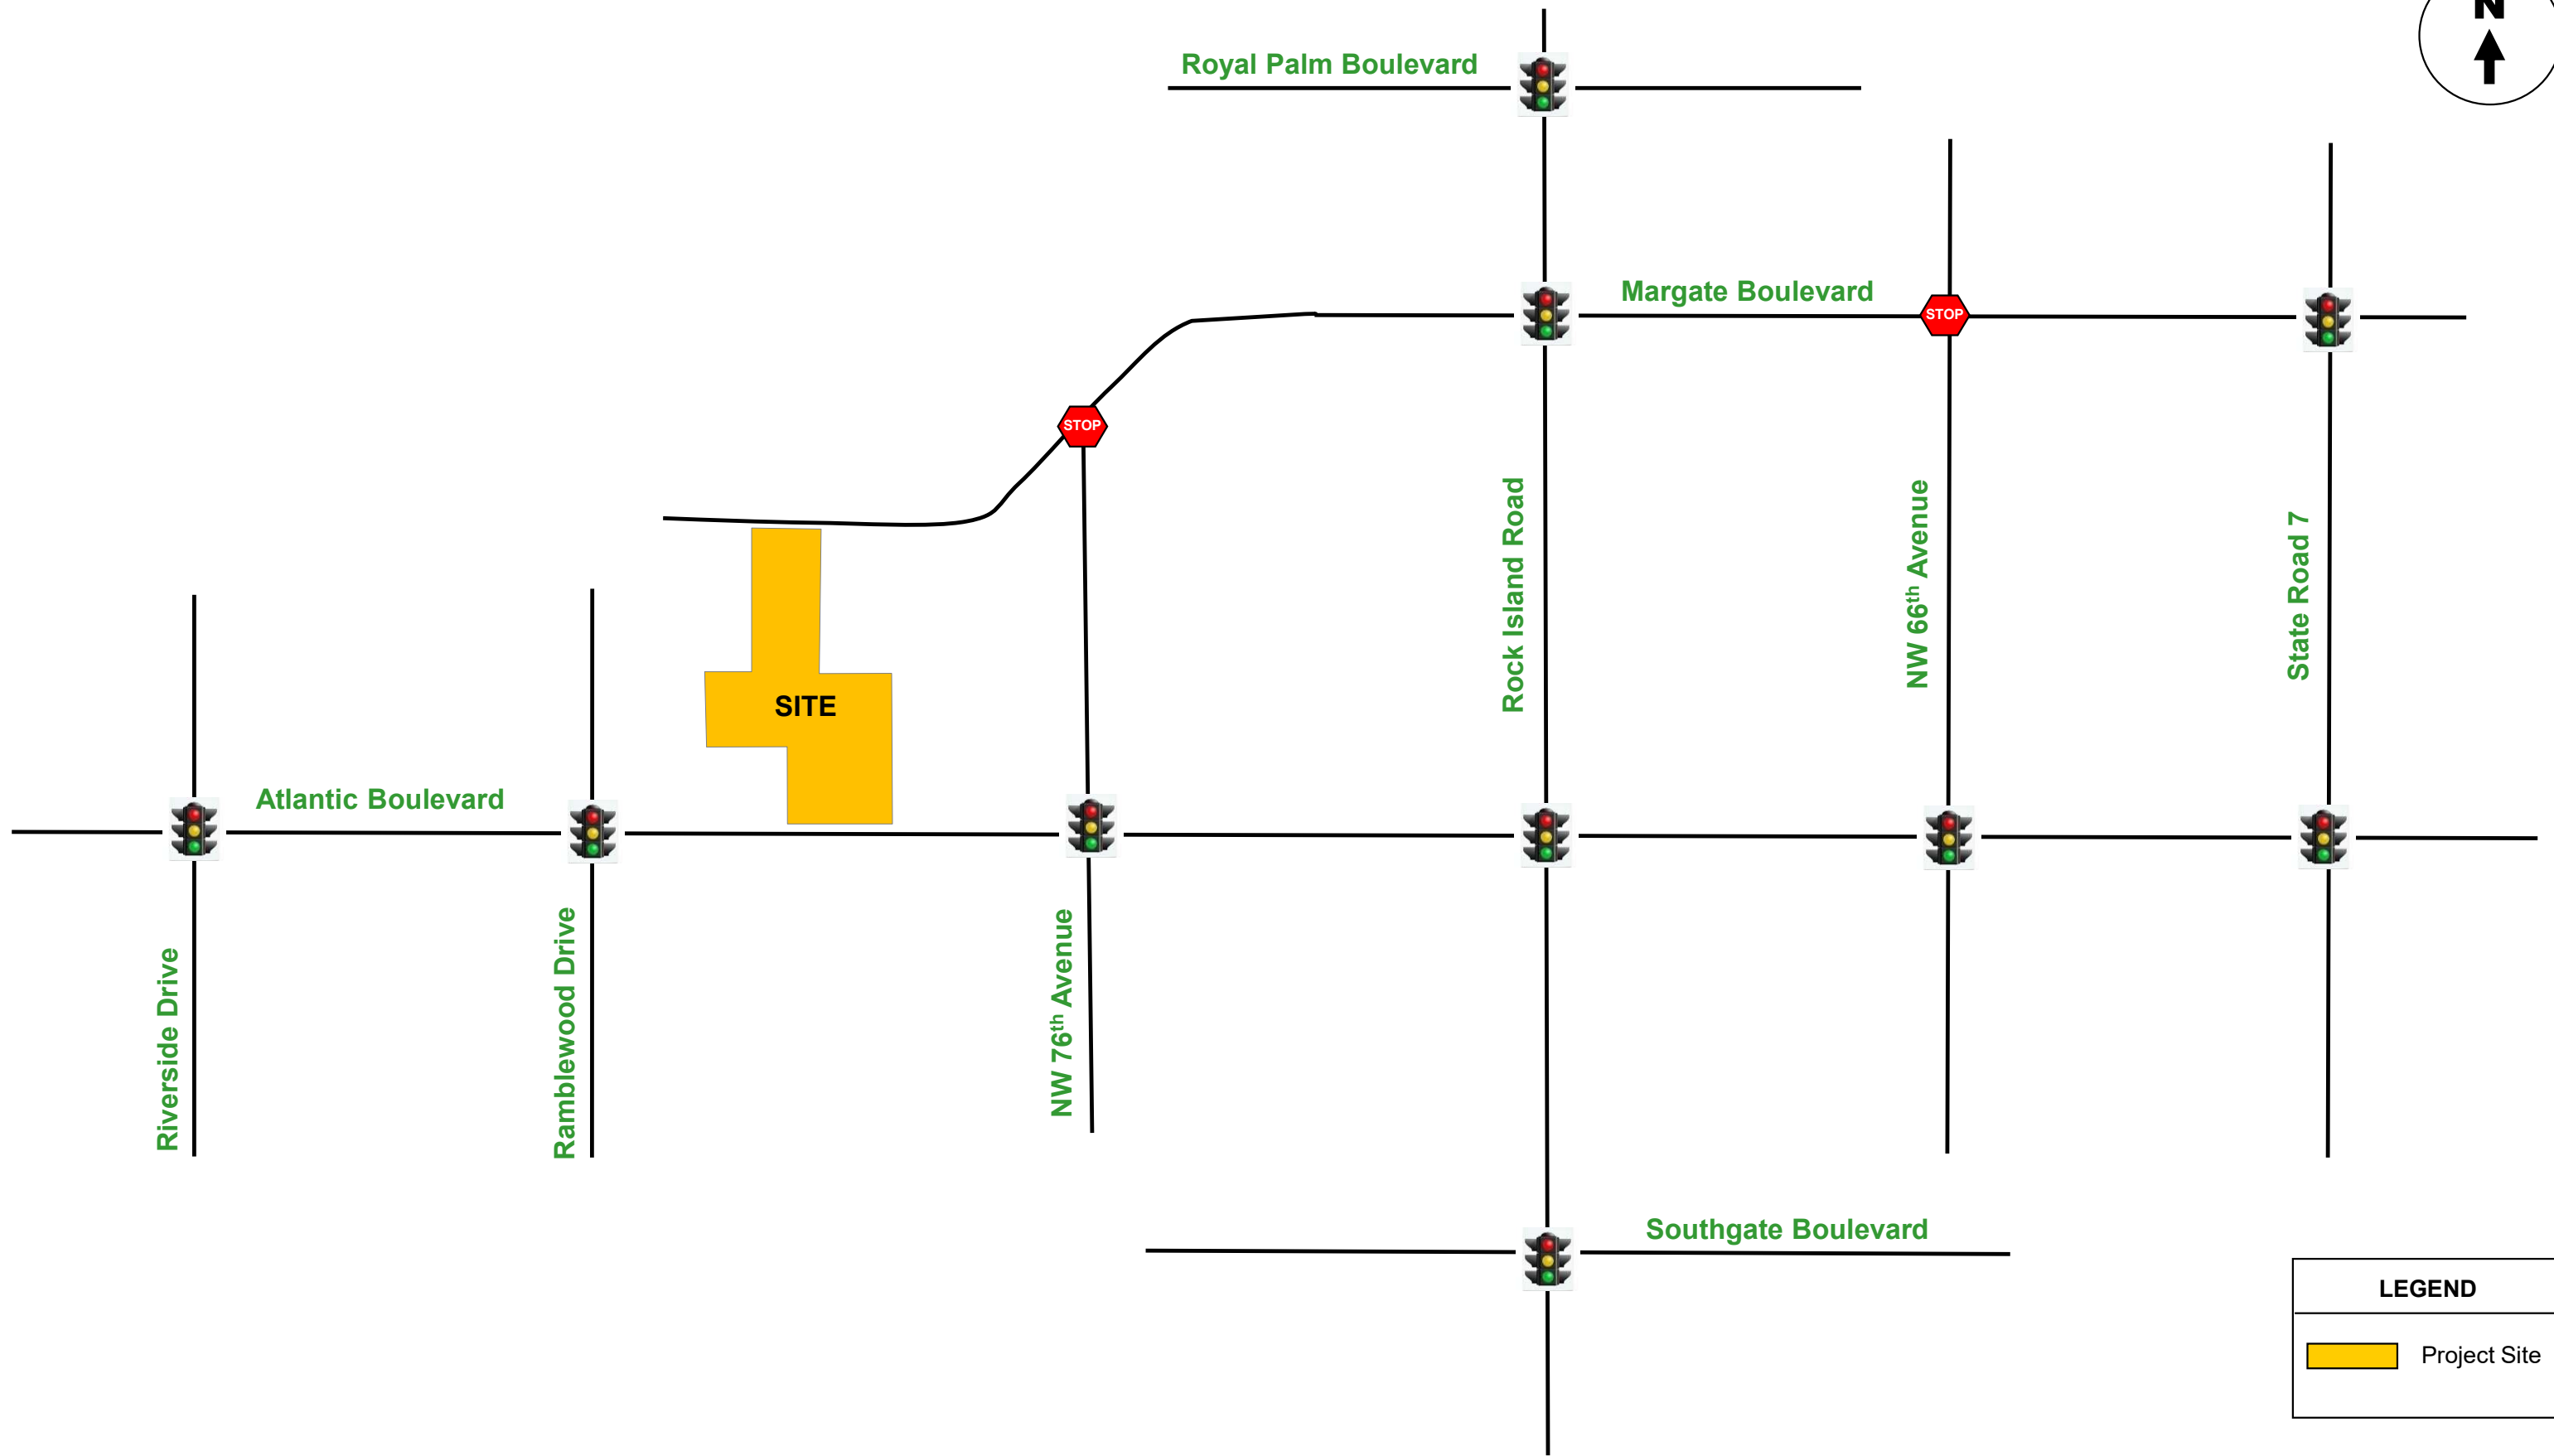 N
Royal Palm Boulevard
Margate Boulevard
STOP
STOP
Rock Island Road
NW 66th Avenue
State Road 7
SITE
Atlantic Boulevard
Riverside Drive
Ramblewood Drive
NW 76th Avenue
Southgate Boulevard
LEGEND
Project Site